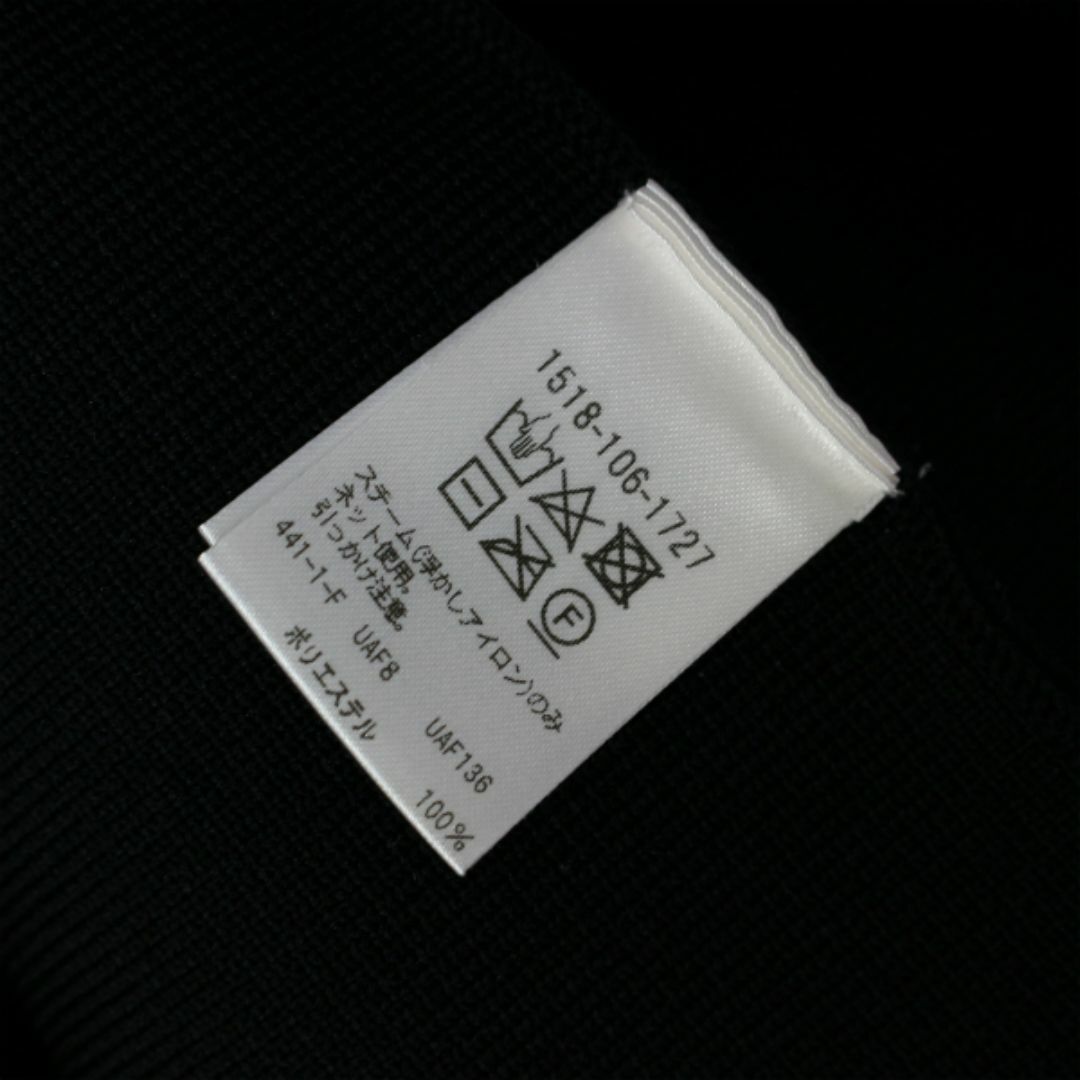 1518-106-1727
F
スチーム(浮かしアイロン)のみ
ネット使用。
引っかけ注意。
441-1-F UAF8 UAF136
ポリエステル 100%